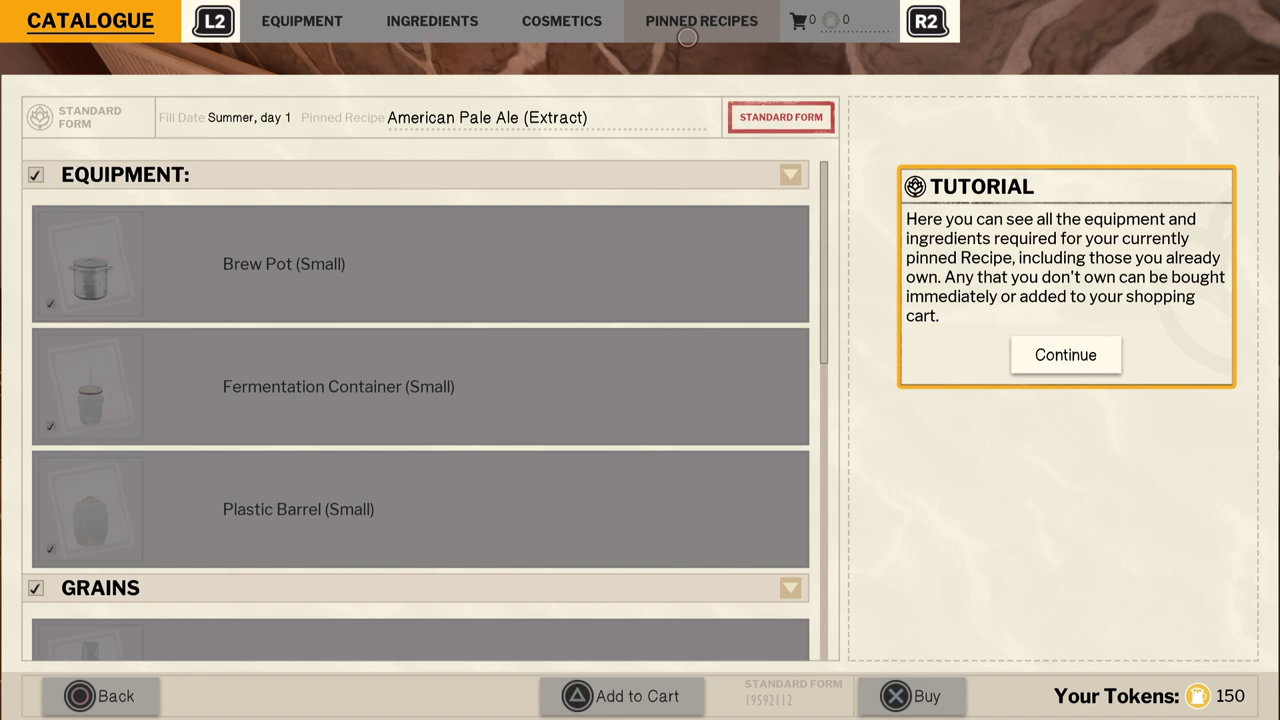 CATALOGUE L2 EQUIPMENT INGREDIENTS COSMETICS PINNED RECIPES 0 0 R2
STANDARD
FORM
Fill Date Summer, day 1 Pinned Recipe American Pale Ale (Extract)
STANDARD FORM
EQUIPMENT:
Brew Pot (Small)
Fermentation Container (Small)
Plastic Barrel (Small)
GRAINS
TUTORIAL
Here you can see all the equipment and
ingredients required for your currently
pinned Recipe, including those you already
own. Any that you don't own can be bought
immediately or added to your shopping
cart.
Continue
Back
Add to Cart
STANDARD FORM
19592112
Buy
Your Tokens: 150